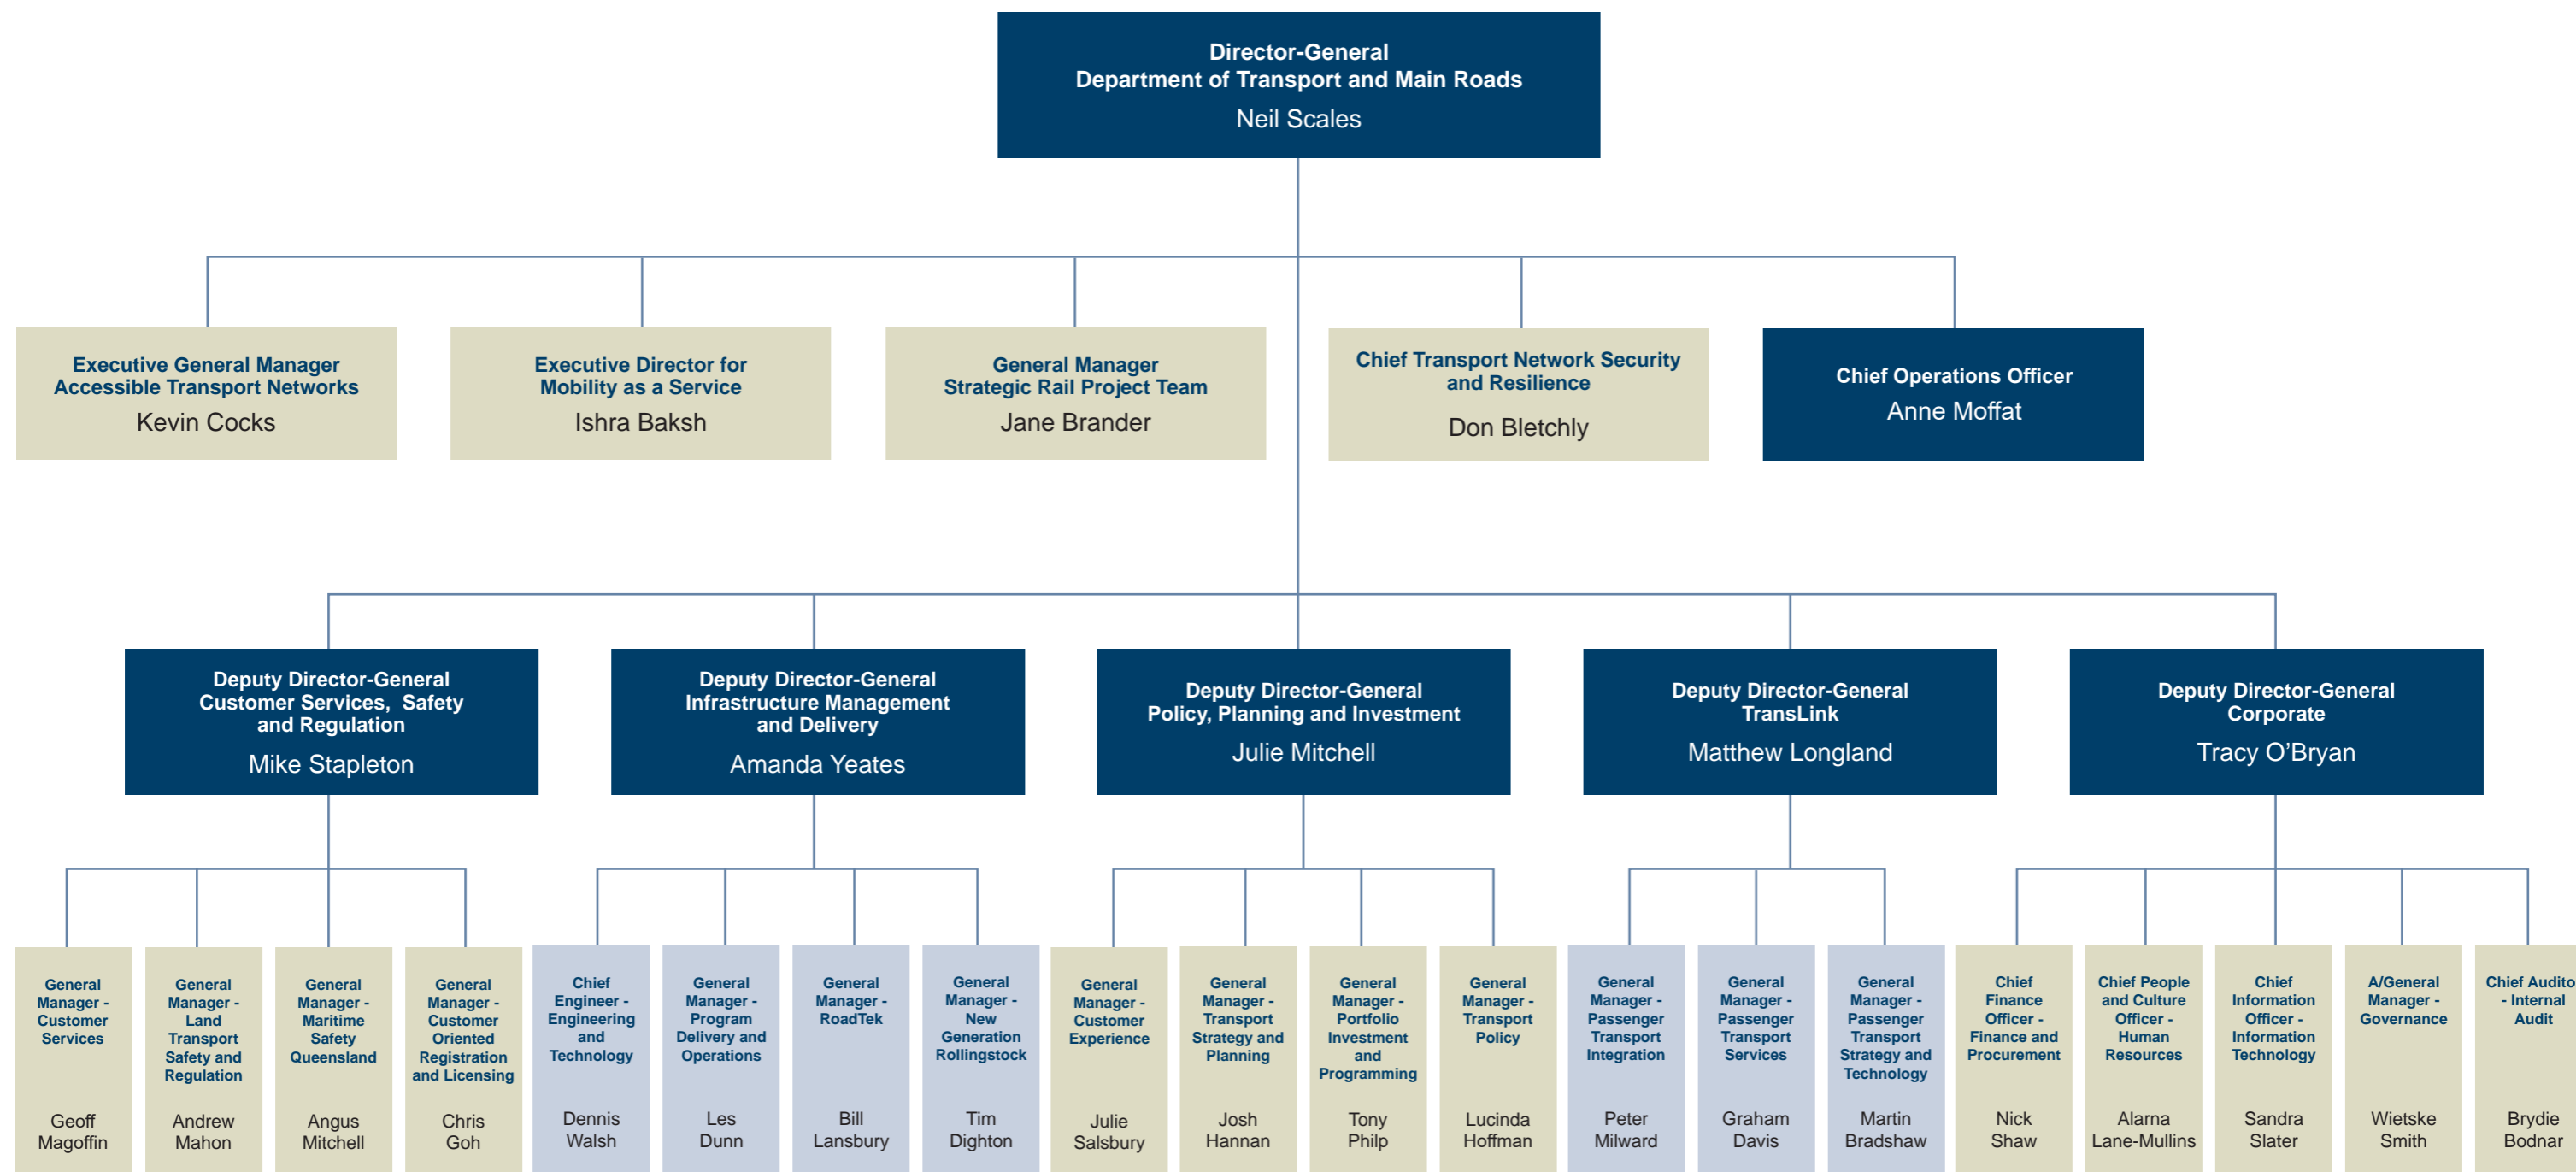 Director-General
Department of Transport and Main Roads
Neil Scales
Executive General Manager
Accessible Transport Networks
Kevin Cocks
Executive Director for
Mobility as a Service
Ishra Baksh
General Manager
Strategic Rail Project Team
Jane Brander
Chief Transport Network Security
and Resilience
Don Bletchly
Chief Operations Officer
Anne Moffat
Deputy Director-General
Customer Services, Safety
and Regulation
Mike Stapleton
Deputy Director-General
Infrastructure Management
and Delivery
Amanda Yeates
Deputy Director-General
Policy, Planning and Investment
Julie Mitchell
Deputy Director-General
TransLink
Matthew Longland
Deputy Director-General
Corporate
Tracy O’Bryan
General
Manager -
Customer
Services
Geoff
Magoffin
General
Manager -
Land
Transport
Safety and
Regulation
Andrew
Mahon
General
Manager -
Maritime
Safety
Queensland
Angus
Mitchell
General
Manager -
Customer
Oriented
Registration
and Licensing
Chris
Goh
Chief
Engineer -
Engineering
and
Technology
Dennis
Walsh
General
Manager -
Program
Delivery and
Operations
Les
Dunn
General
Manager -
RoadTek
Bill
Lansbury
General
Manager -
New
Generation
Rollingstock
Tim
Dighton
General
Manager -
Customer
Experience
Julie
Salsbury
General
Manager -
Transport
Strategy and
Planning
Josh
Hannan
General
Manager -
Portfolio
Investment
and
Programming
Tony
Philp
General
Manager -
Transport
Policy
Lucinda
Hoffman
General
Manager -
Passenger
Transport
Integration
Peter
Milward
General
Manager -
Passenger
Transport
Services
Graham
Davis
General
Manager -
Passenger
Transport
Strategy and
Technology
Martin
Bradshaw
Chief
Finance
Officer -
Finance and
Procurement
Nick
Shaw
Chief People
and Culture
Officer -
Human
Resources
Alarna
Lane-Mullins
Chief
Information
Officer -
Information
Technology
Sandra
Slater
A/General
Manager -
Governance
Wietske
Smith
Chief Audito
- Internal
Audit
Brydie
Bodnar